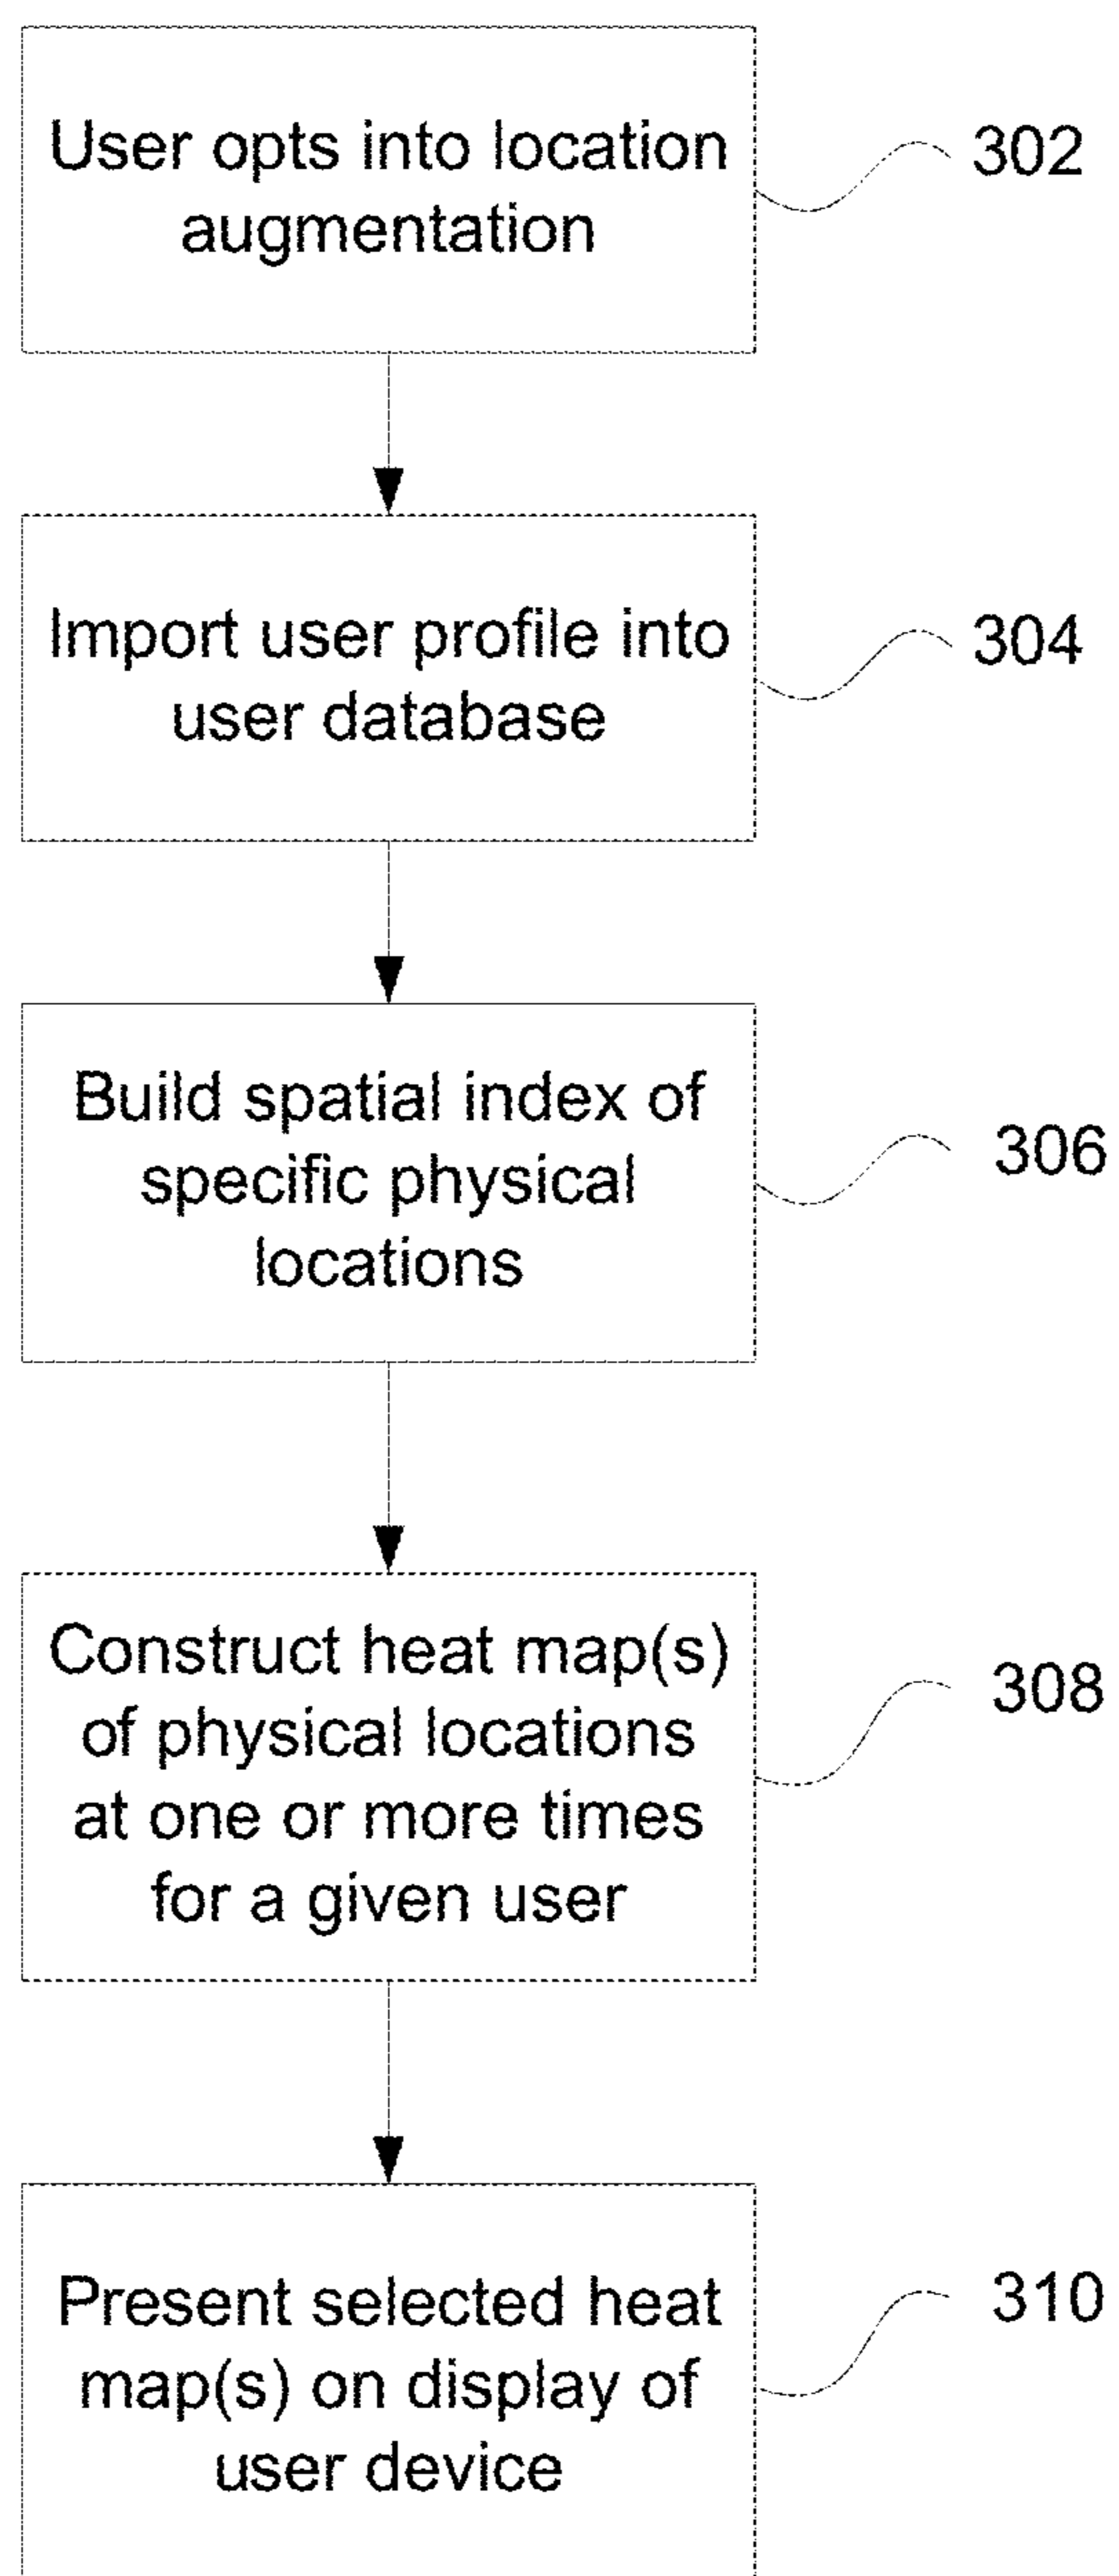 User opts into location
augmentation
302
Import user profile into
user database
304
Build spatial index of
specific physical
locations
306
Construct heat map(s)
of physical locations
at one or more times
for a given user
308
Present selected heat
map(s) on display of
user device
310